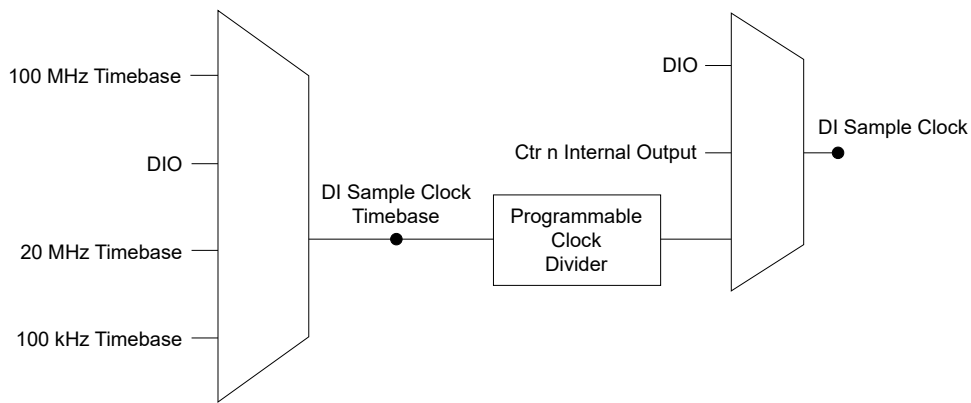 100 MHz Timebase
DIO
20 MHz Timebase
100 kHz Timebase
DI Sample Clock
Timebase
Programmable
Clock
Divider
DIO
Ctr n Internal Output
DI Sample Clock